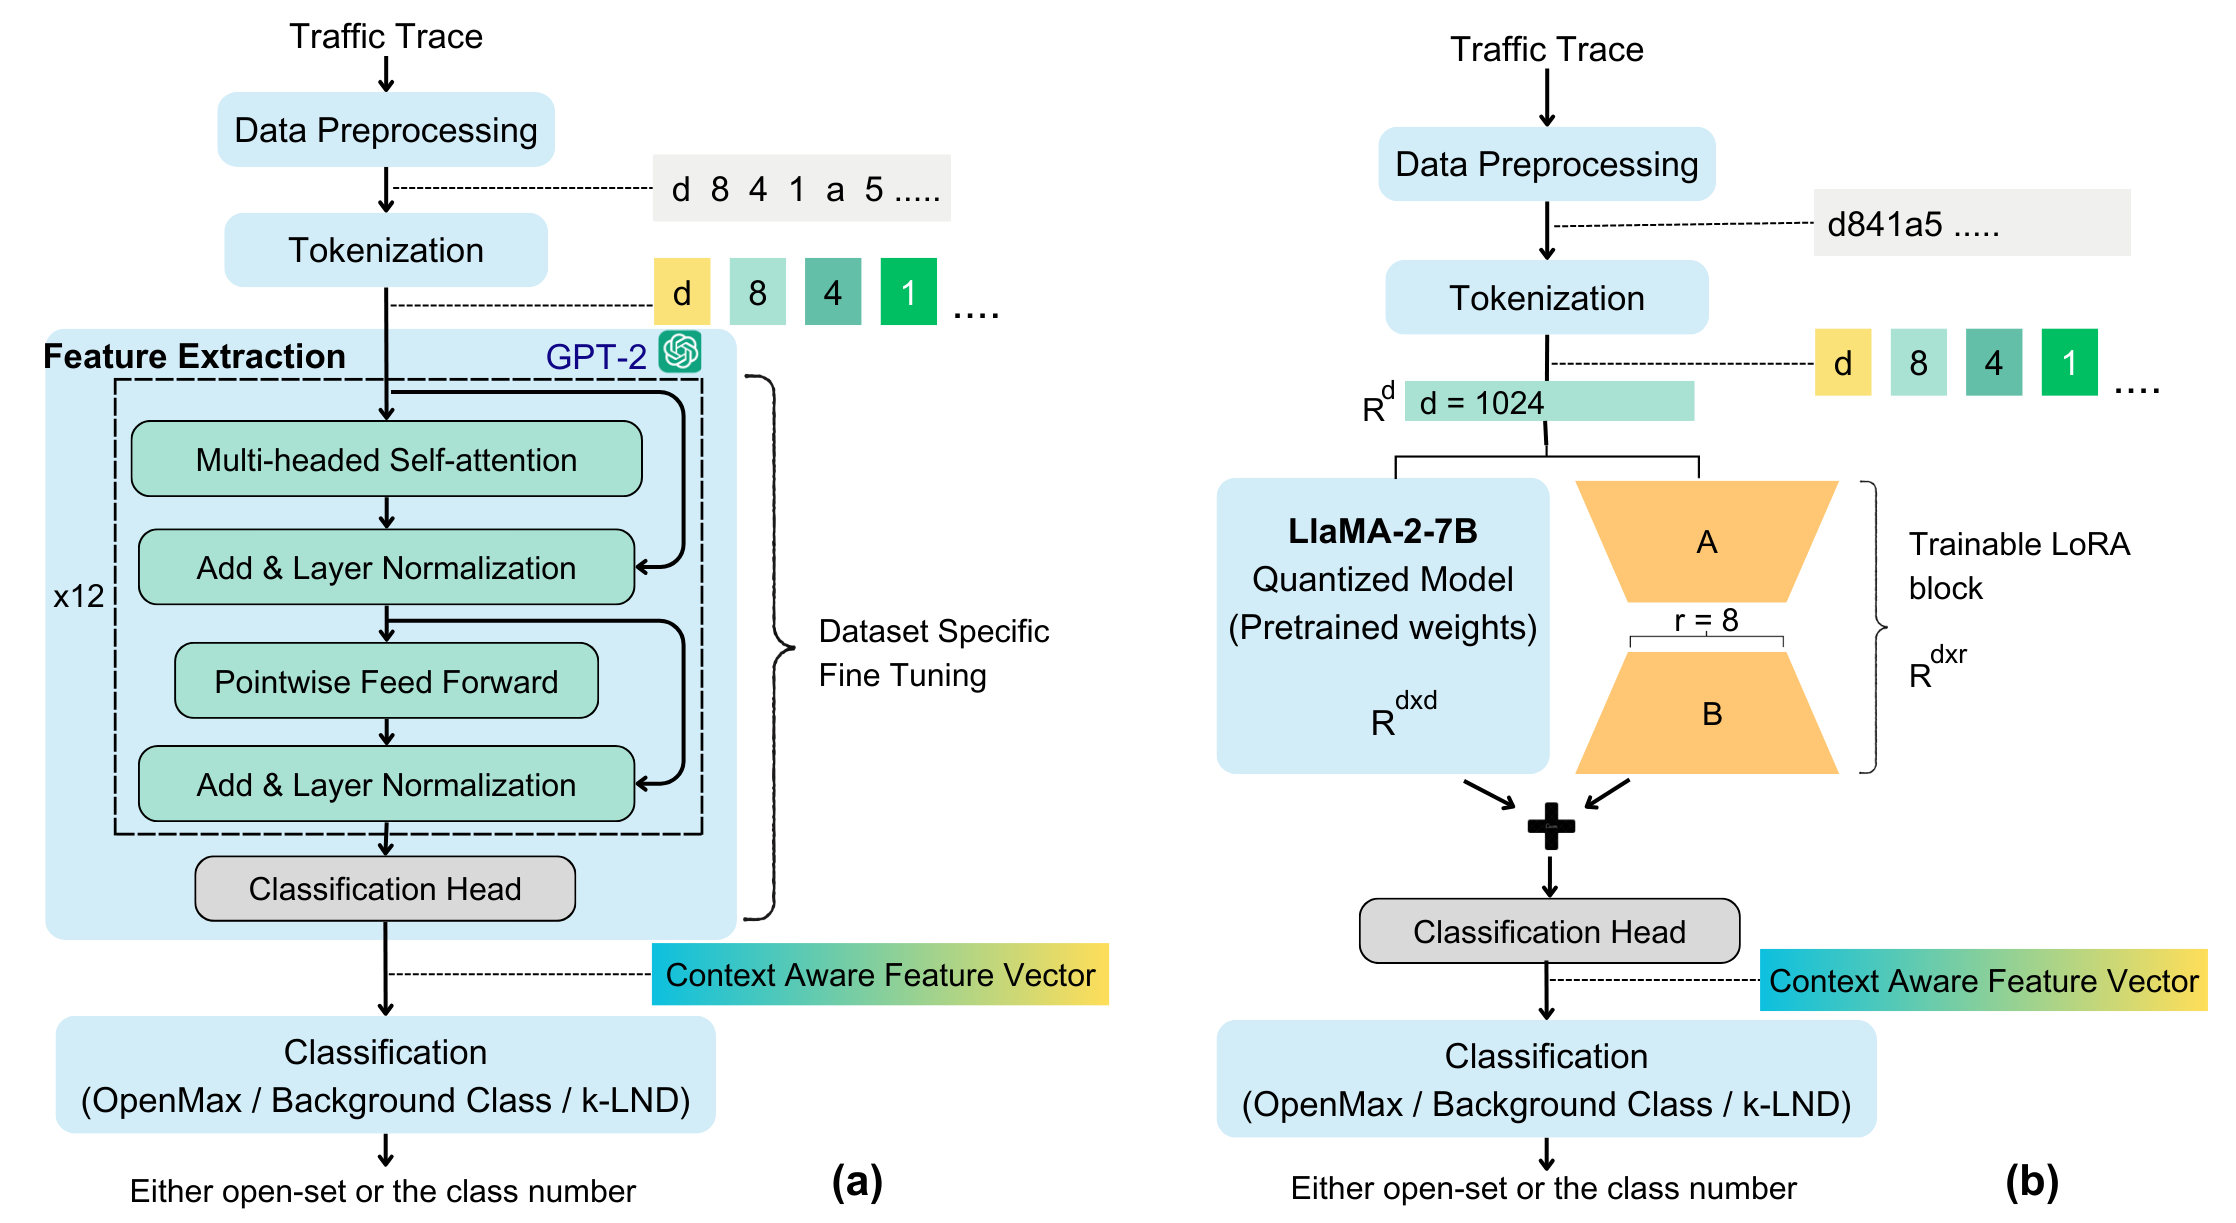 Traffic Trace
Data Preprocessing
d 8 4 1 a 5 .....
Tokenization
d 8 4 1 ....
Feature Extraction
GPT-2
Multi-headed Self-attention
Add & Layer Normalization
x12
Pointwise Feed Forward
Add & Layer Normalization
Dataset Specific
Fine Tuning
Classification Head
Context Aware Feature Vector
Classification
(OpenMax / Background Class / k-LND)
Either open-set or the class number
(a)
Traffic Trace
Data Preprocessing
d841a5 .....
Tokenization
d 8 4 1 ....
R^d
d = 1024
LlaMA-2-7B
Quantized Model
(Pretrained weights)
R^dxd
A
r = 8
B
Trainable LoRA
block
R^dxr
Classification Head
Context Aware Feature Vector
Classification
(OpenMax / Background Class / k-LND)
Either open-set or the class number
(b)